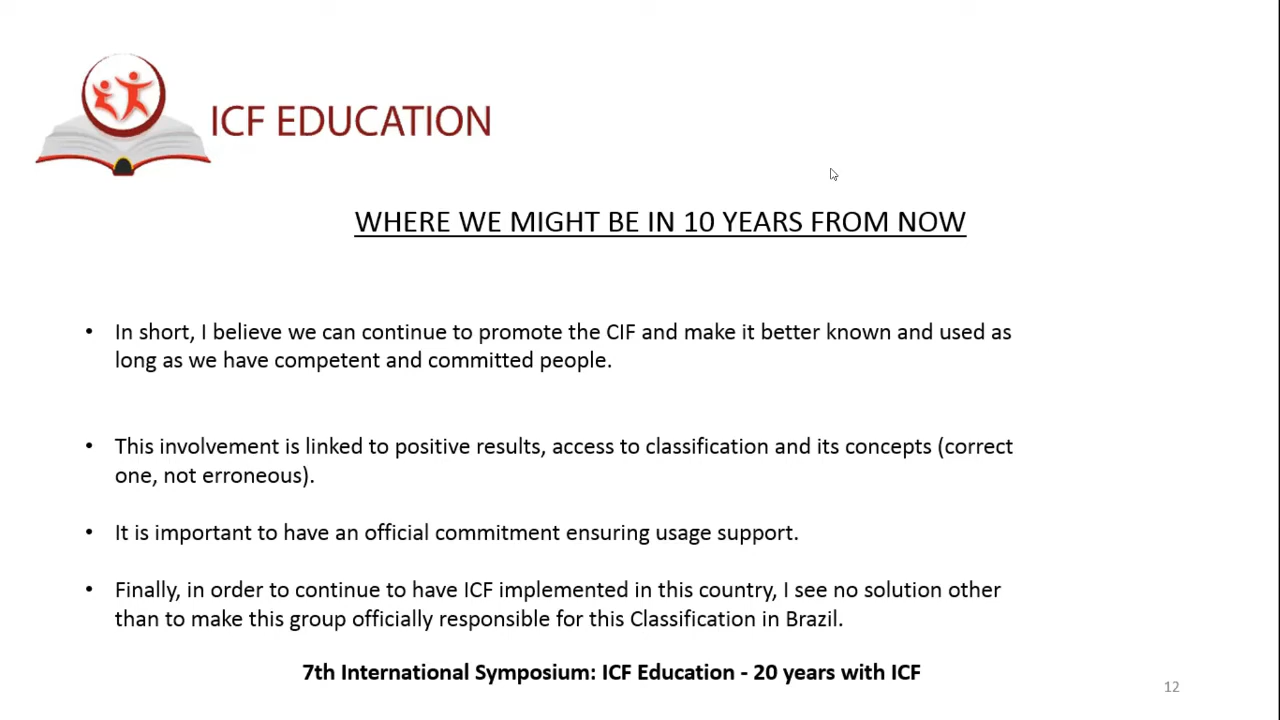 ICF EDUCATION
WHERE WE MIGHT BE IN 10 YEARS FROM NOW
• In short, I believe we can continue to promote the CIF and make it better known and used as
long as we have competent and committed people.
• This involvement is linked to positive results, access to classification and its concepts (correct
one, not erroneous).
• It is important to have an official commitment ensuring usage support.
• Finally, in order to continue to have ICF implemented in this country, I see no solution other
than to make this group officially responsible for this Classification in Brazil.
7th International Symposium: ICF Education - 20 years with ICF
12